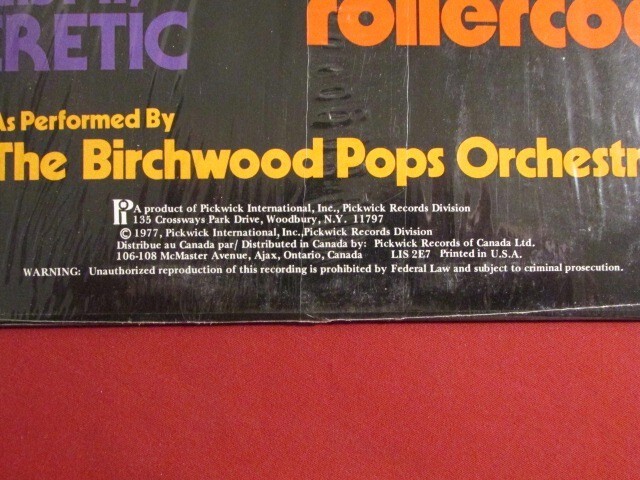 ERETIC
rollercoa
As Performed By
The Birchwood Pops Orchestr
Pi A product of Pickwick International, Inc., Pickwick Records Division
135 Crossways Park Drive, Woodbury, N.Y. 11797
© 1977, Pickwick International, Inc.,Pickwick Records Division
Distribue au Canada par/ Distributed in Canada by: Pickwick Records of Canada Ltd.
106-108 McMaster Avenue, Ajax, Ontario, Canada LIS 2E7 Printed in U.S.A.
WARNING: Unauthorized reproduction of this recording is prohibited by Federal Law and subject to criminal prosecution.